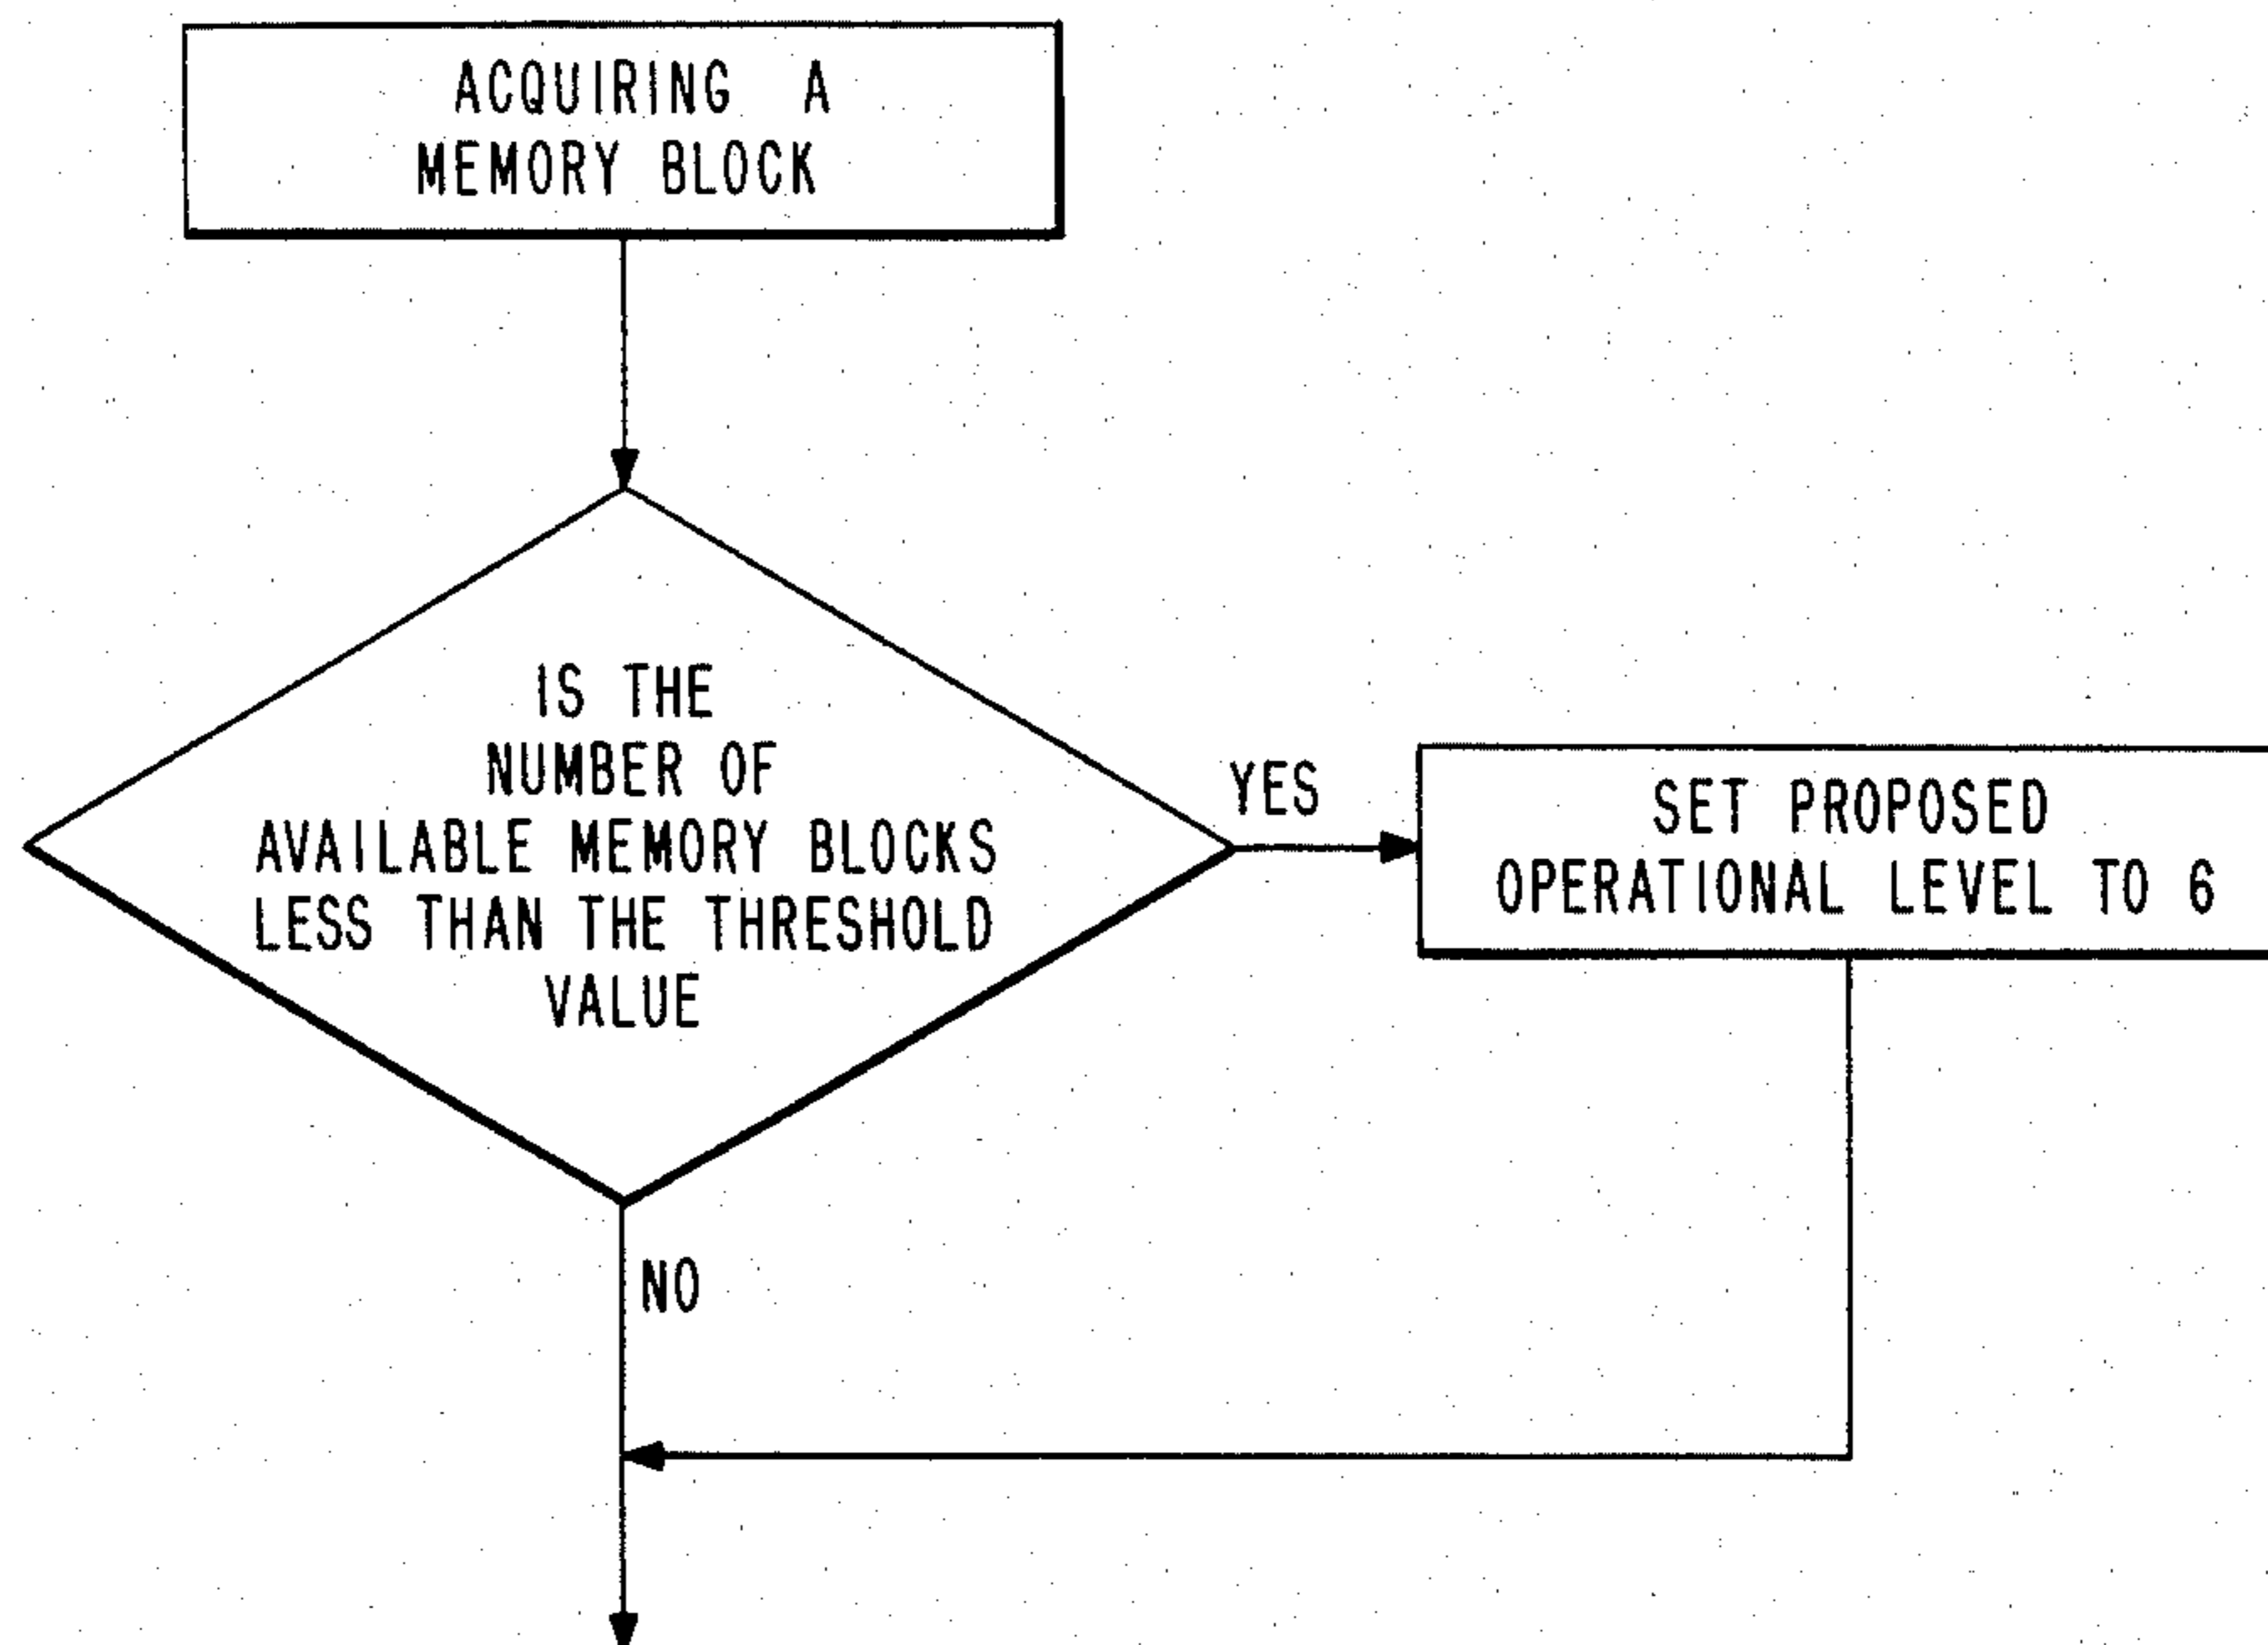 ACQUIRING A
MEMORY BLOCK
IS THE
NUMBER OF
AVAILABLE MEMORY BLOCKS
LESS THAN THE THRESHOLD
VALUE
YES
SET PROPOSED
OPERATIONAL LEVEL TO 6
NO